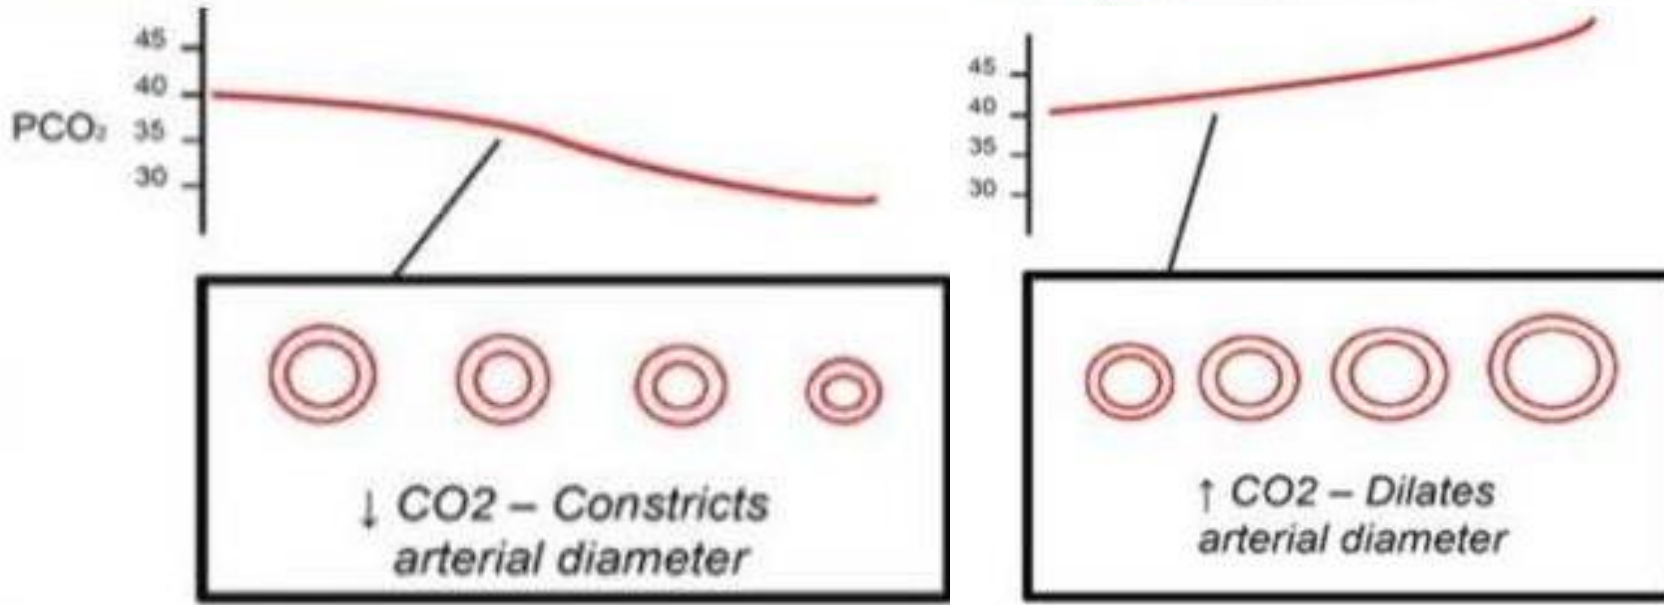 45
40
PCO₂ 35
30
↓ CO2 – Constricts
arterial diameter
45
40
35
30
↑ CO2 – Dilates
arterial diameter